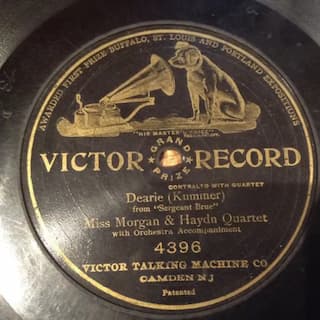 AWARDED FIRST PRIZE BUFFALO, ST. LOUIS AND PORTLAND EXPOSITIONS
"HIS MASTER'S VOICE"
VICTOR RECORD
GRAND PRIZE
CONTRALTO WITH QUARTET
Dearie (Kummer)
from "Sergeant Brue"
Miss Morgan & Haydn Quartet
with Orchestra Accompaniment
4396
VICTOR TALKING MACHINE CO
CAMDEN NJ
Patented